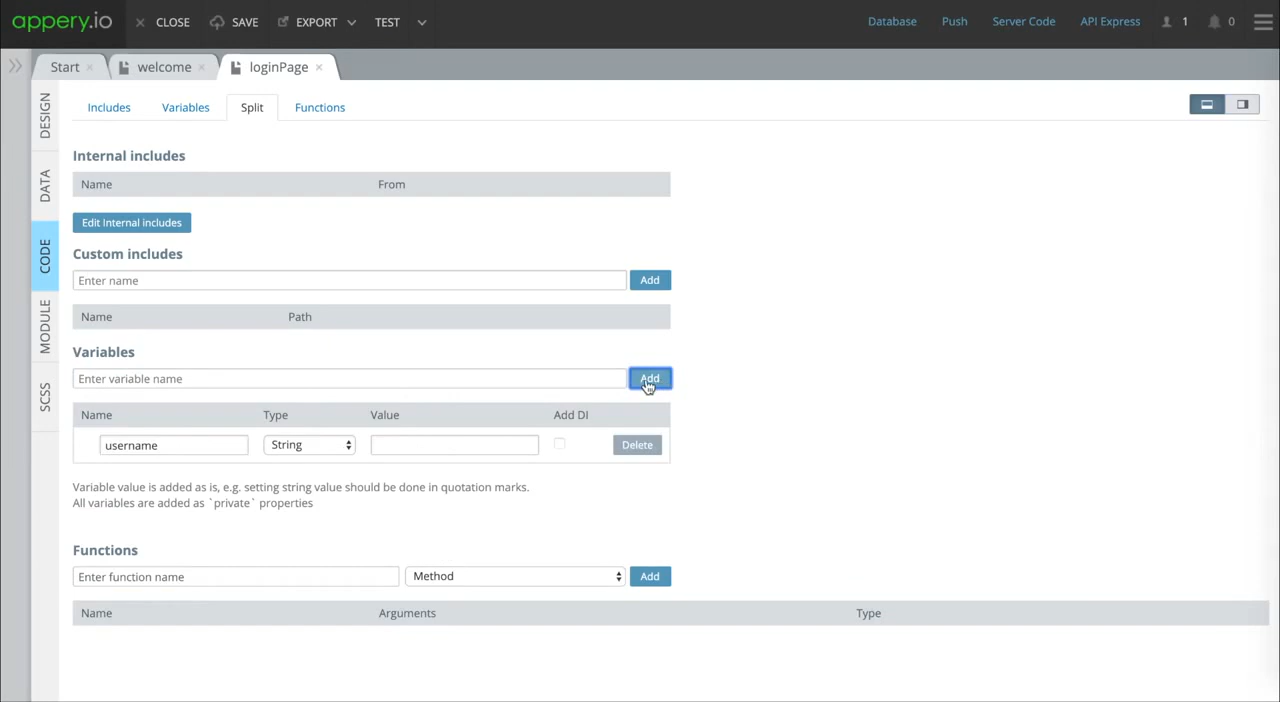 appery.io × CLOSE SAVE EXPORT TEST Database Push Server Code API Express 1 0
Start × welcome × loginPage ×
DESIGN
DATA
CODE
MODULE
SCSS
Includes Variables Split Functions
Internal includes
Name From
Edit Internal includes
Custom includes
Enter name Add
Name Path
Variables
Enter variable name Add
Name Type Value Add DI
username String Delete
Variable value is added as is, e.g. setting string value should be done in quotation marks.
All variables are added as `private` properties
Functions
Enter function name Method Add
Name Arguments Type